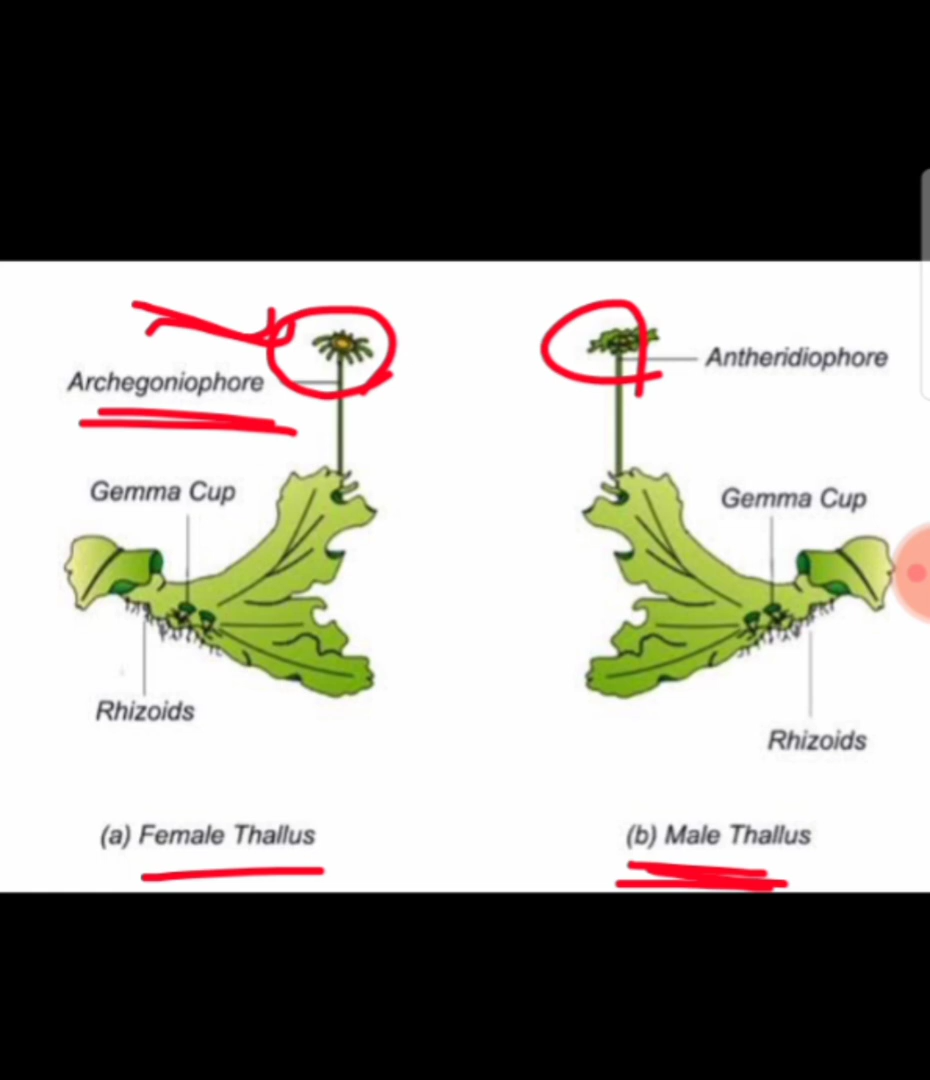 Archegoniophore
Antheridiophore
Gemma Cup
Gemma Cup
Rhizoids
Rhizoids
(a) Female Thallus
(b) Male Thallus